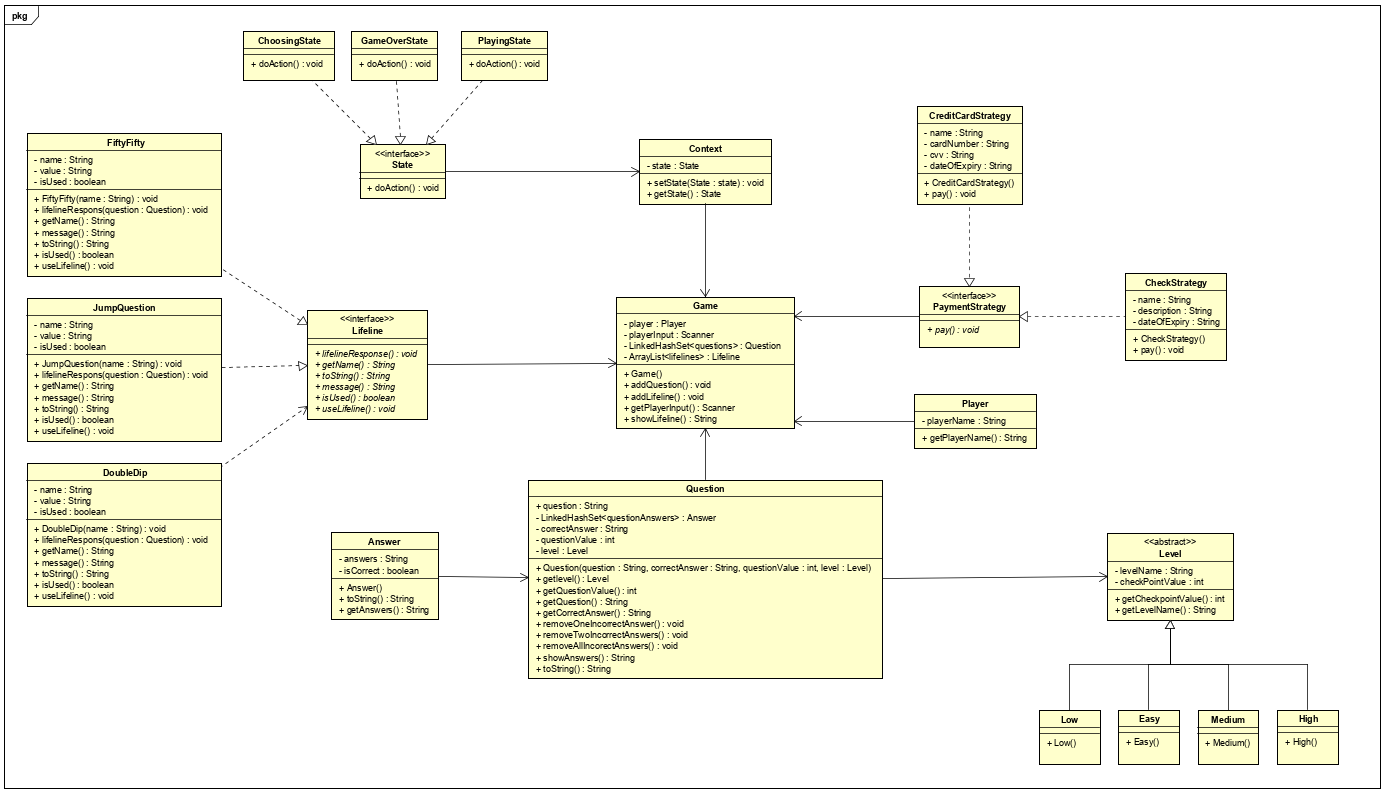 pkg
ChoosingState
+ doAction() : void
GameOverState
+ doAction() : void
PlayingState
+ doAction() : void
<<interface>>
State
+ doAction() : void
Context
- state : State
+ setState(State : state) : void
+ getState() : State
CreditCardStrategy
- name : String
- cardNumber : String
- cvv : String
- dateOfExpiry : String
+ CreditCardStrategy()
+ pay() : void
FiftyFifty
- name : String
- value : String
- isUsed : boolean
+ FiftyFifty(name : String) : void
+ lifelineRespons(question : Question) : void
+ getName() : String
+ message() : String
+ toString() : String
+ isUsed() : boolean
+ useLifeline() : void
JumpQuestion
- name : String
- value : String
- isUsed : boolean
+ JumpQuestion(name : String) : void
+ lifelineRespons(question : Question) : void
+ getName() : String
+ message() : String
+ toString() : String
+ isUsed() : boolean
+ useLifeline() : void
DoubleDip
- name : String
- value : String
- isUsed : boolean
+ DoubleDip(name : String) : void
+ lifelineRespons(question : Question) : void
+ getName() : String
+ message() : String
+ toString() : String
+ isUsed() : boolean
+ useLifeline() : void
<<interface>>
Lifeline
+ lifelineResponse() : void
+ getName() : String
+ toString() : String
+ message() : String
+ isUsed() : boolean
+ useLifeline() : void
Game
- player : Player
- playerInput : Scanner
- LinkedHashSet<questions> : Question
- ArrayList<lifelines> : Lifeline
+ Game()
+ addQuestion() : void
+ addLifeline() : void
+ getPlayerInput() : Scanner
+ showLifeline() : String
<<interface>>
PaymentStrategy
+ pay() : void
CheckStrategy
- name : String
- description : String
- dateOfExpiry : String
+ CheckStrategy()
+ pay() : void
Player
- playerName : String
+ getPlayerName() : String
Answer
- answers : String
- isCorrect : boolean
+ Answer()
+ toString() : String
+ getAnswers() : String
Question
+ question : String
- LinkedHashSet<questionAnswers> : Answer
- correctAnswer : String
- questionValue : int
- level : Level
+ Question(question : String, correctAnswer : String, questionValue : int, level : Level)
+ getlevel() : Level
+ getQuestionValue() : int
+ getQuestion() : String
+ getCorrectAnswer() : String
+ removeOneIncorrectAnswer() : void
+ removeTwoIncorrectAnswers() : void
+ removeAllIncorectAnswers() : void
+ showAnswers() : String
+ toString() : String
<<abstract>>
Level
- levelName : String
- checkPointValue : int
+ getCheckpointValue() : int
+ getLevelName() : String
Low
+ Low()
Easy
+ Easy()
Medium
+ Medium()
High
+ High()